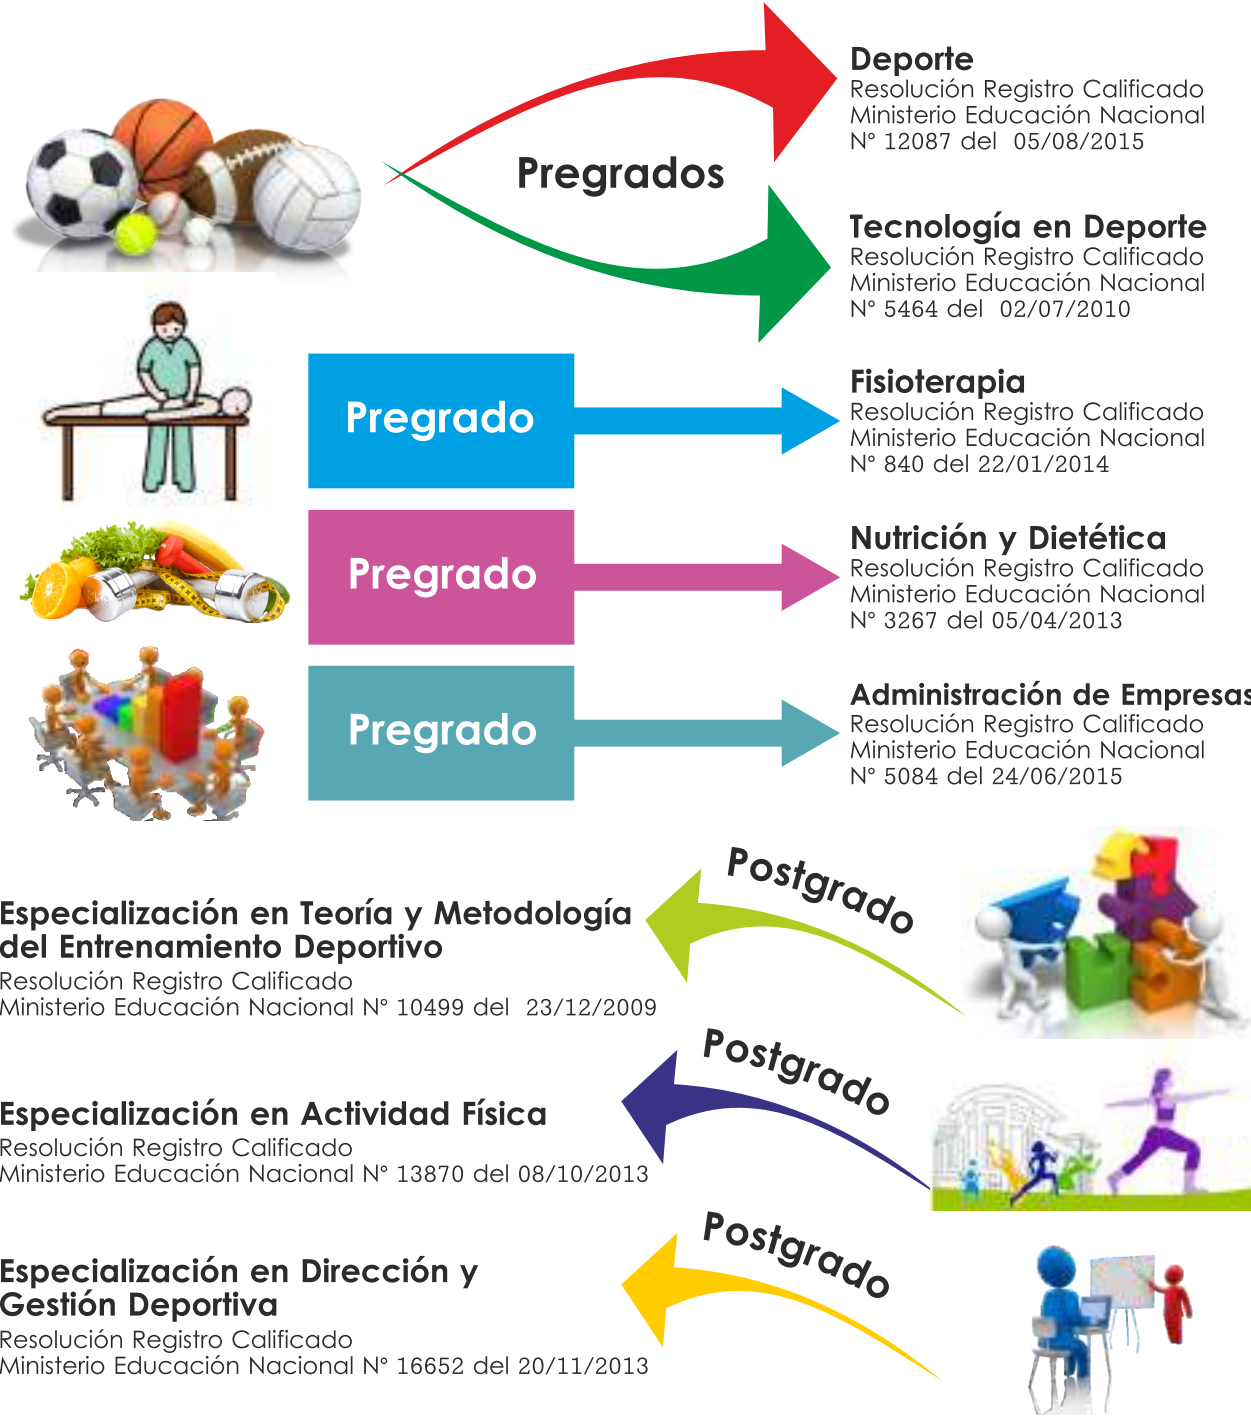 Pregrados
Deporte
Resolución Registro Calificado
Ministerio Educación Nacional
N° 12087 del 05/08/2015
Tecnología en Deporte
Resolución Registro Calificado
Ministerio Educación Nacional
N° 5464 del 02/07/2010
Pregrado
Fisioterapia
Resolución Registro Calificado
Ministerio Educación Nacional
N° 840 del 22/01/2014
Pregrado
Nutrición y Dietética
Resolución Registro Calificado
Ministerio Educación Nacional
N° 3267 del 05/04/2013
Pregrado
Administración de Empresas
Resolución Registro Calificado
Ministerio Educación Nacional
N° 5084 del 24/06/2015
Postgrado
Especialización en Teoría y Metodología
del Entrenamiento Deportivo
Resolución Registro Calificado
Ministerio Educación Nacional N° 10499 del 23/12/2009
Postgrado
Especialización en Actividad Física
Resolución Registro Calificado
Ministerio Educación Nacional N° 13870 del 08/10/2013
Postgrado
Especialización en Dirección y
Gestión Deportiva
Resolución Registro Calificado
Ministerio Educación Nacional N° 16652 del 20/11/2013